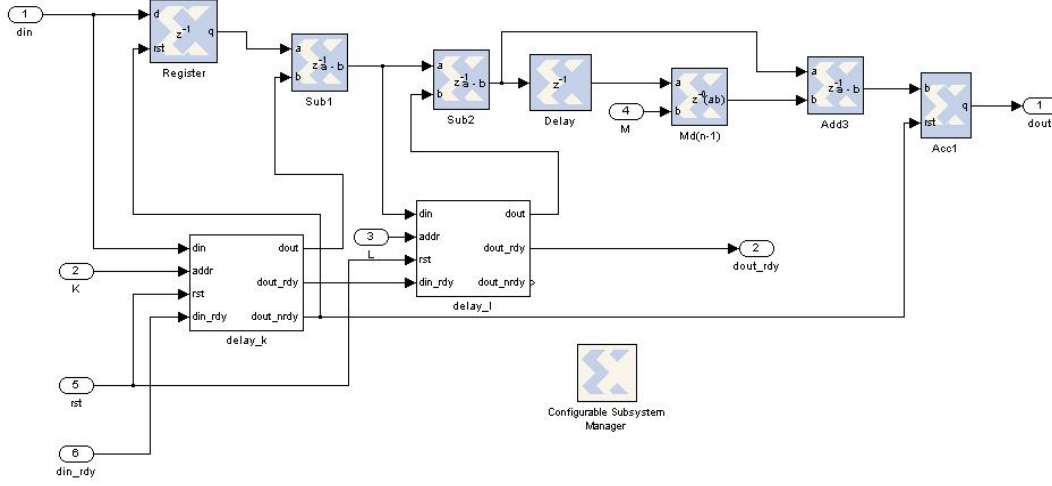 1
din
d
rst
z⁻¹
q
Register
a
b
z⁻¹
a - b
Sub1
a
b
z⁻¹
a - b
Sub2
z⁻¹
Delay
4
M
a
b
z⁻⁰(ab)
Md(n-1)
a
b
z⁻¹
a - b
Add3
b
rst
q
Acc1
1
dout
2
K
din
addr
rst
din_rdy
dout
dout_rdy
dout_nrdy
delay_k
3
L
din
addr
rst
din_rdy
dout
dout_rdy
dout_nrdy
delay_l
2
dout_rdy
5
rst
6
din_rdy
Configurable Subsystem
Manager